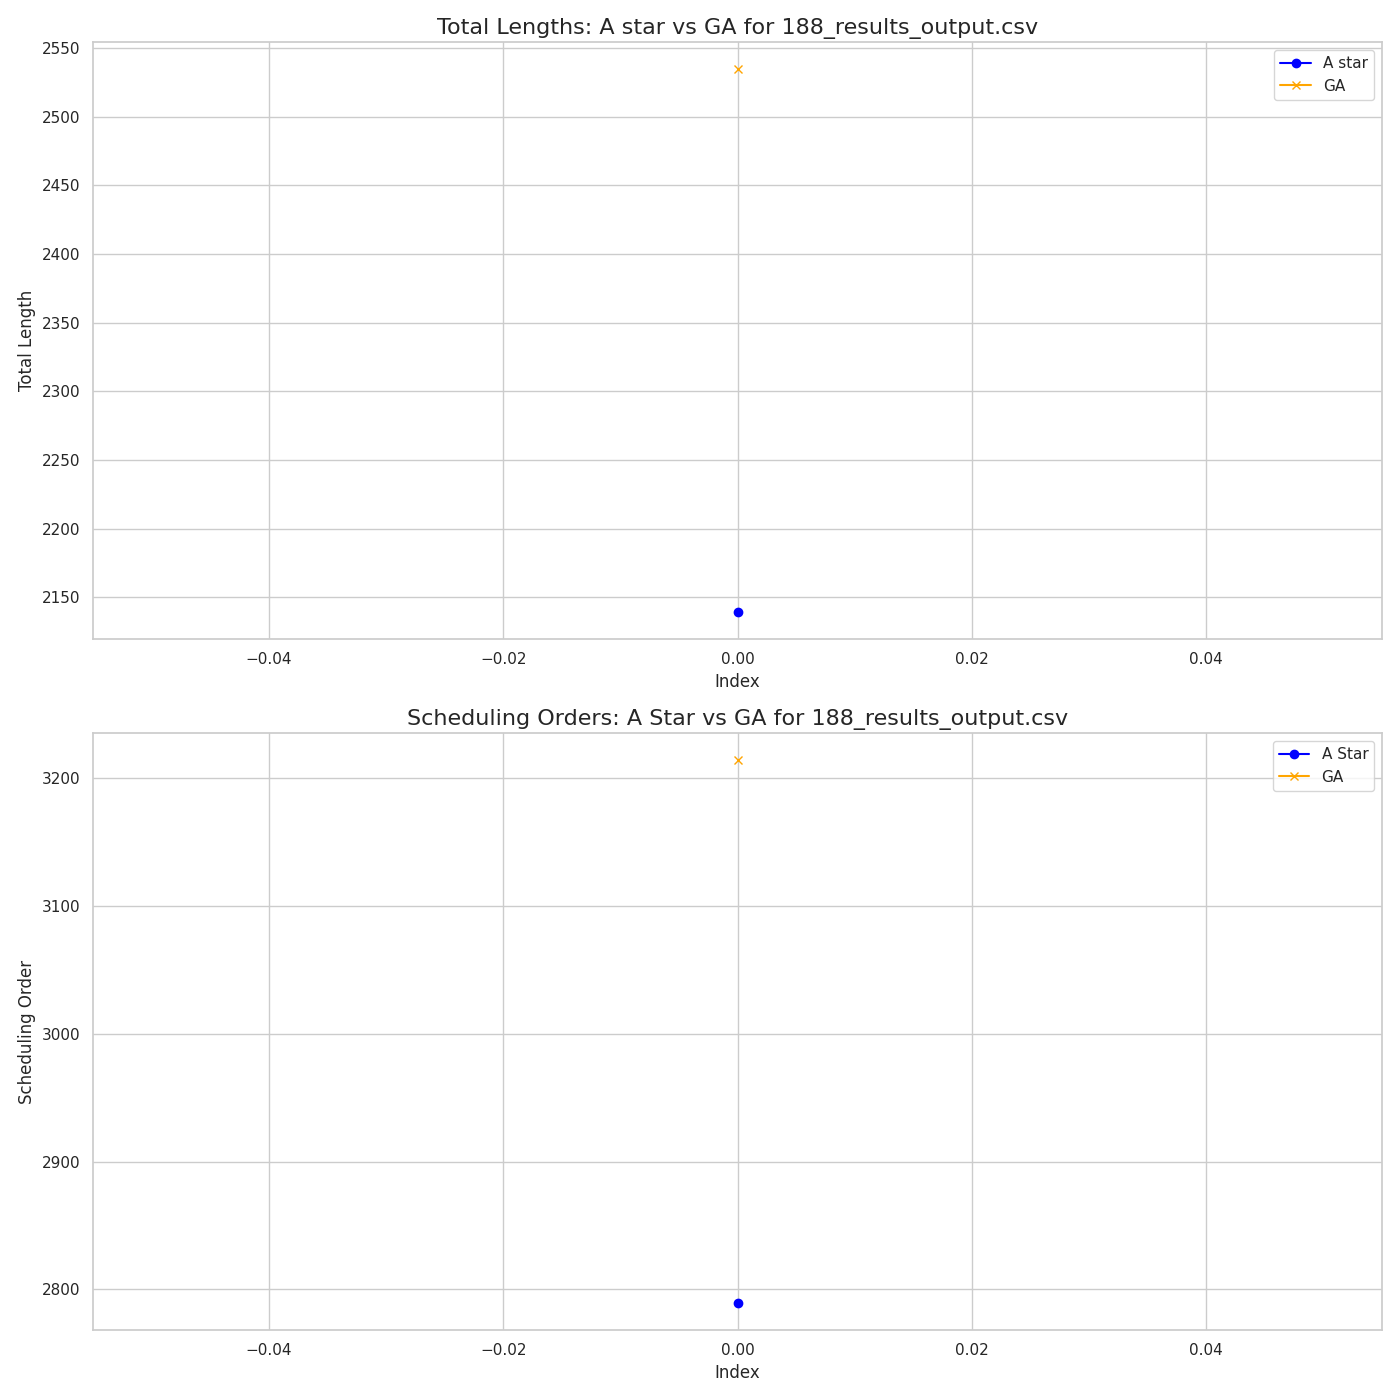 Total Lengths: A star vs GA for 188_results_output.csv
A star
GA
Total Length
2550
2500
2450
2400
2350
2300
2250
2200
2150
−0.04
−0.02
0.00
0.02
0.04
Index
Scheduling Orders: A Star vs GA for 188_results_output.csv
A Star
GA
Scheduling Order
3200
3100
3000
2900
2800
−0.04
−0.02
0.00
0.02
0.04
Index